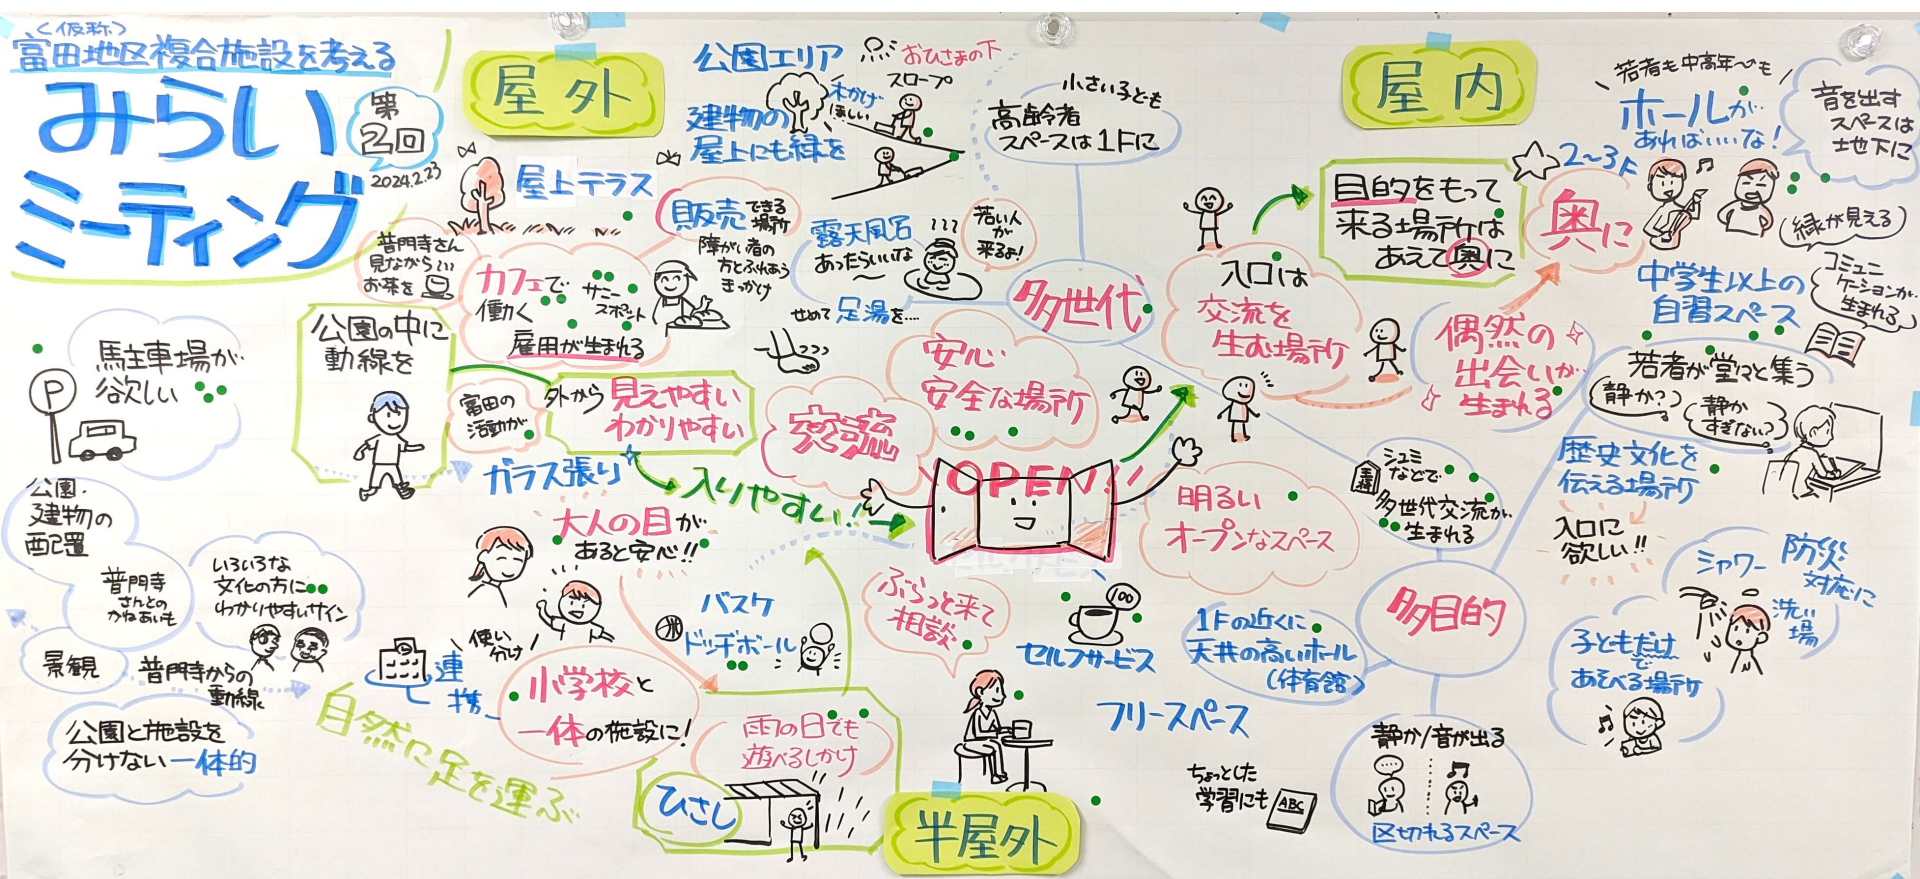 (仮称)
富田地区複合施設を考える
みらい
ミーティング
第
2回
2024.2.23
屋外
公園エリア
おひさまの下
スロープ
木かげ
ほしい
建物の
屋上にも緑を
屋上テラス
販売できる
場所
障がい者の
方とふれあう
きっかけ
露天風呂
あったらいいな
せめて足湯を....
若い人
が
来るよ!
小さい子ども
高齢者
スペースは1Fに
多世代
普門寺さん
見ながら
お茶を
カフェで
働く
サニー
スポット
雇用が生まれる
公園の中に
動線を
馬主車場が
欲しい
P
富田の
活動が
外から見えやすい
わかりやすい
ガラス張り
入りやすい!
交流
安心
安全な場所
OPEN!!
大人の目が
あると安心!!
公園・
建物の
配置
普門寺
さんとの
かねあいも
いろいろな
文化の方に
わかりやすいサイン
景観
普門寺からの
動線
公園と施設を
分けない一体的
連
携
使い
分け
小学校と
一体の施設に!
自然に足を運ぶ
バスケ
ドッヂボール
雨の日でも
遊べるしかけ
ひさし
半屋外
ぶらっと来て
相談
100
セルフサービス
フリースペース
ちょっとした
学習にも
ABC
屋内
目的をもって
来る場所は
あえて奥に
2〜3F
奥に
入口は
交流を
生む場所
偶然の
出会いが
生まれる
若者も中高年〜も
ホールが
あればいいな!
音を出す
スペースは
地下に
(緑が見える)
中学生以上の
自習スペース
コミュニ
ケーションが
生まれる
若者が堂々と集う
静か?
静か
すぎない?
歴史文化を
伝える場所
入口に
欲しい!!
明るい
オープンなスペース
シュミ
などで
多世代交流が
生まれる
多目的
1Fの近くに
天井の高いホール
(体育館)
シャワー
防災
対応に
洗い
場
子どもだけで
あそべる場所
静か/音が出る
区切れるスペース